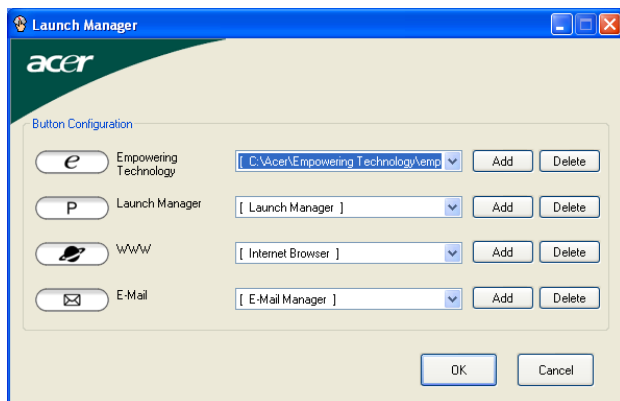 Launch Manager
acer
Button Configuration
e Empowering Technology [ C:\Acer\Empowering Technology\emp Add Delete
P Launch Manager [ Launch Manager ] Add Delete
WWW [ Internet Browser ] Add Delete
E-Mail [ E-Mail Manager ] Add Delete
OK Cancel